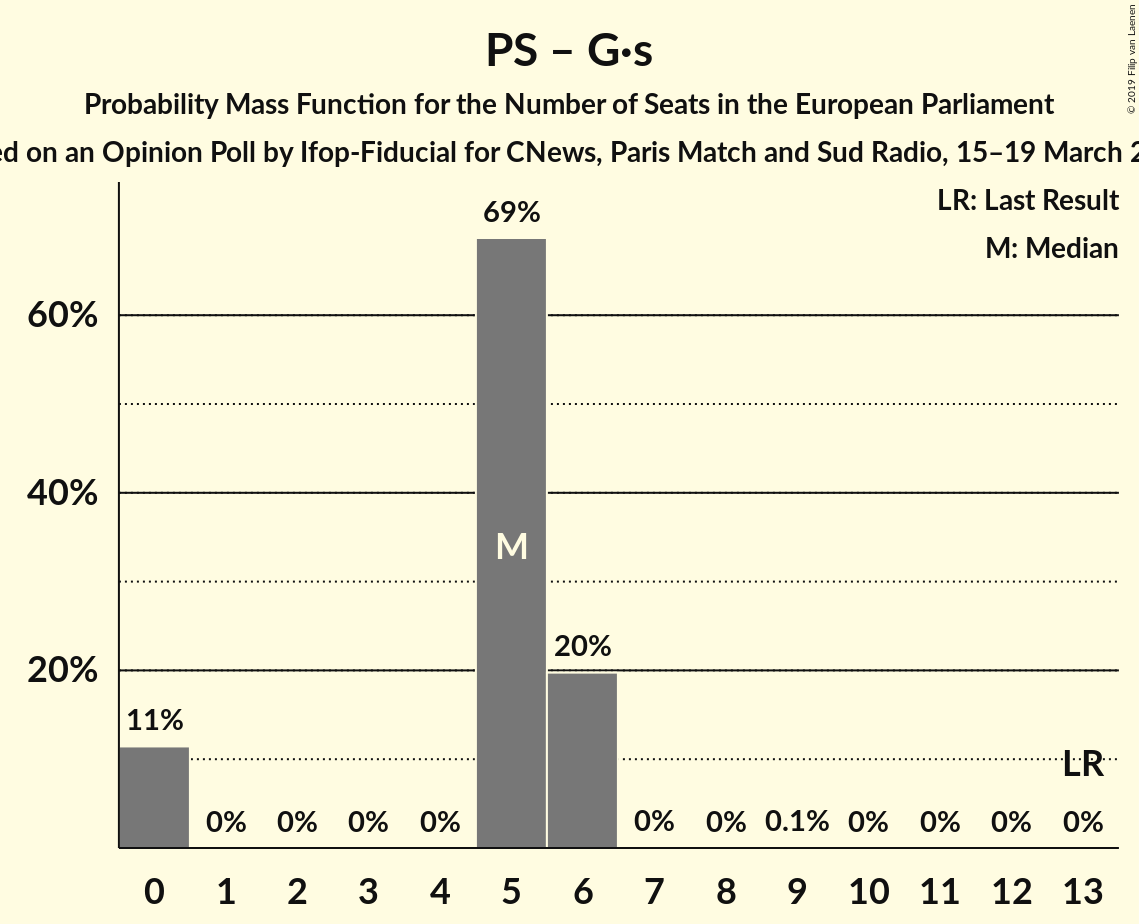 PS – G·s
Probability Mass Function for the Number of Seats in the European Parliament
on an Opinion Poll by Ifop-Fiducial for CNews, Paris Match and Sud Radio, 15–19 March
© 2019 Filip van Laenen
LR: Last Result
M: Median
69%
60%
40%
M
20%
20%
11%
LR
0% 0% 0% 0% 0% 0% 0.1% 0% 0% 0% 0%
0 1 2 3 4 5 6 7 8 9 10 11 12 13